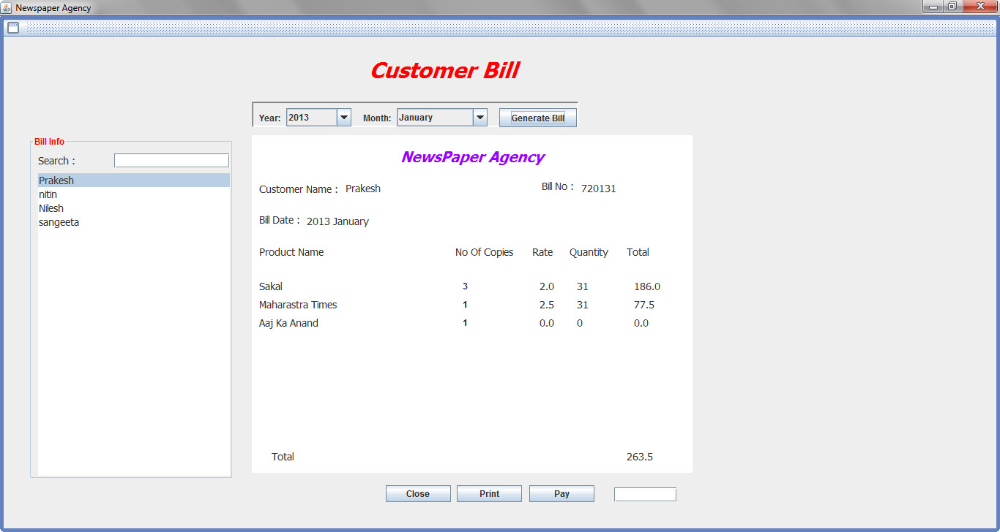 Newspaper Agency
Customer Bill
Year: 2013 Month: January Generate Bill
Bill Info
Search :
Prakesh
nitin
Nilesh
sangeeta
NewsPaper Agency
Customer Name : Prakesh Bill No : 720131
Bill Date : 2013 January
Product Name No Of Copies Rate Quantity Total
Sakal 3 2.0 31 186.0
Maharastra Times 1 2.5 31 77.5
Aaj Ka Anand 1 0.0 0 0.0
Total 263.5
Close Print Pay